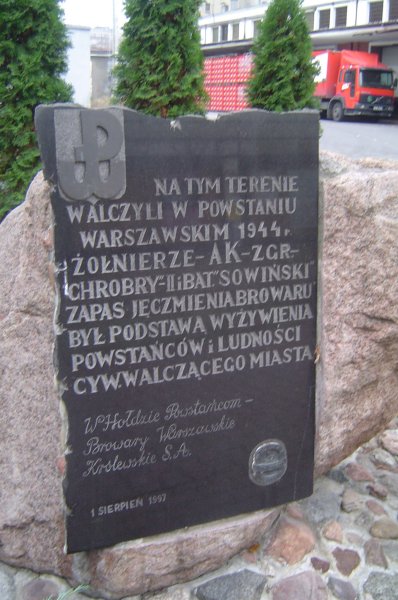 NA TYM TERENIE
WALCZYLI W POWSTANIU
WARSZAWSKIM 1944 r.
ŻOŁNIERZE-AK-ZGR-
CHROBRY-II i BAT."SOWIŃSKI"
ZAPAS JĘCZMIENIA BROWARU
BYŁ PODSTAWĄ WYŻYWIENIA
POWSTAŃCÓW i LUDNOŚCI
CYW.WALCZĄCEGO MIASTA
W Hołdzie Powstańcom -
Browary Warszawskie
Królewskie S.A.
1 SIERPIEŃ 1997